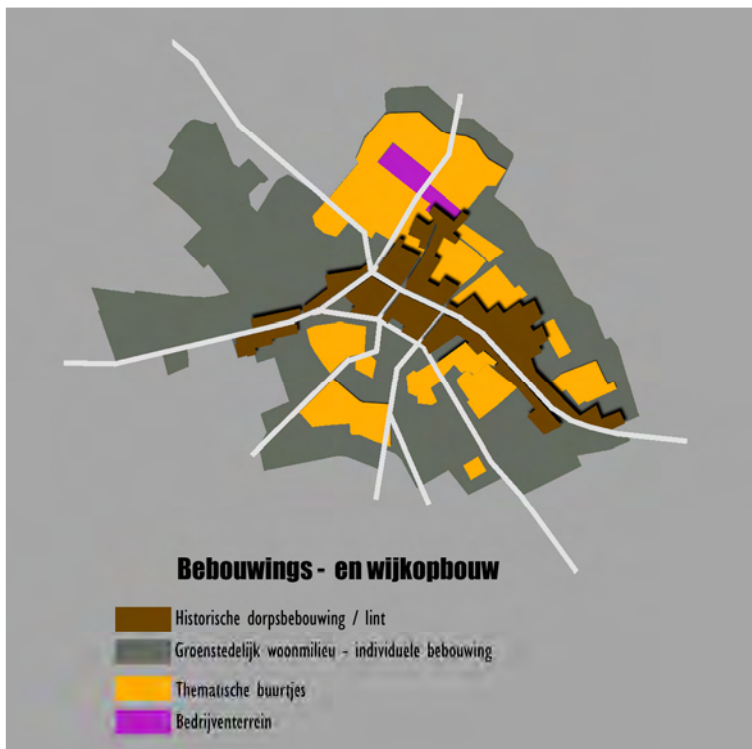 Bebouwings - en wijkopbouw
Historische dorpsbebouwing / lint
Groenstedelijk woonmilieu - individuele bebouwing
Thematische buurtjes
Bedrijventerrein